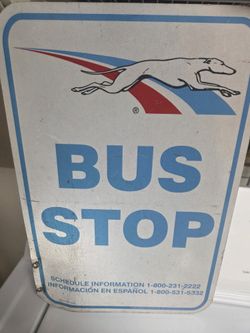 ®
BUS
STOP
SCHEDULE INFORMATION 1-800-231-2222
INFORMACIÓN EN ESPAÑOL 1-800-531-5332